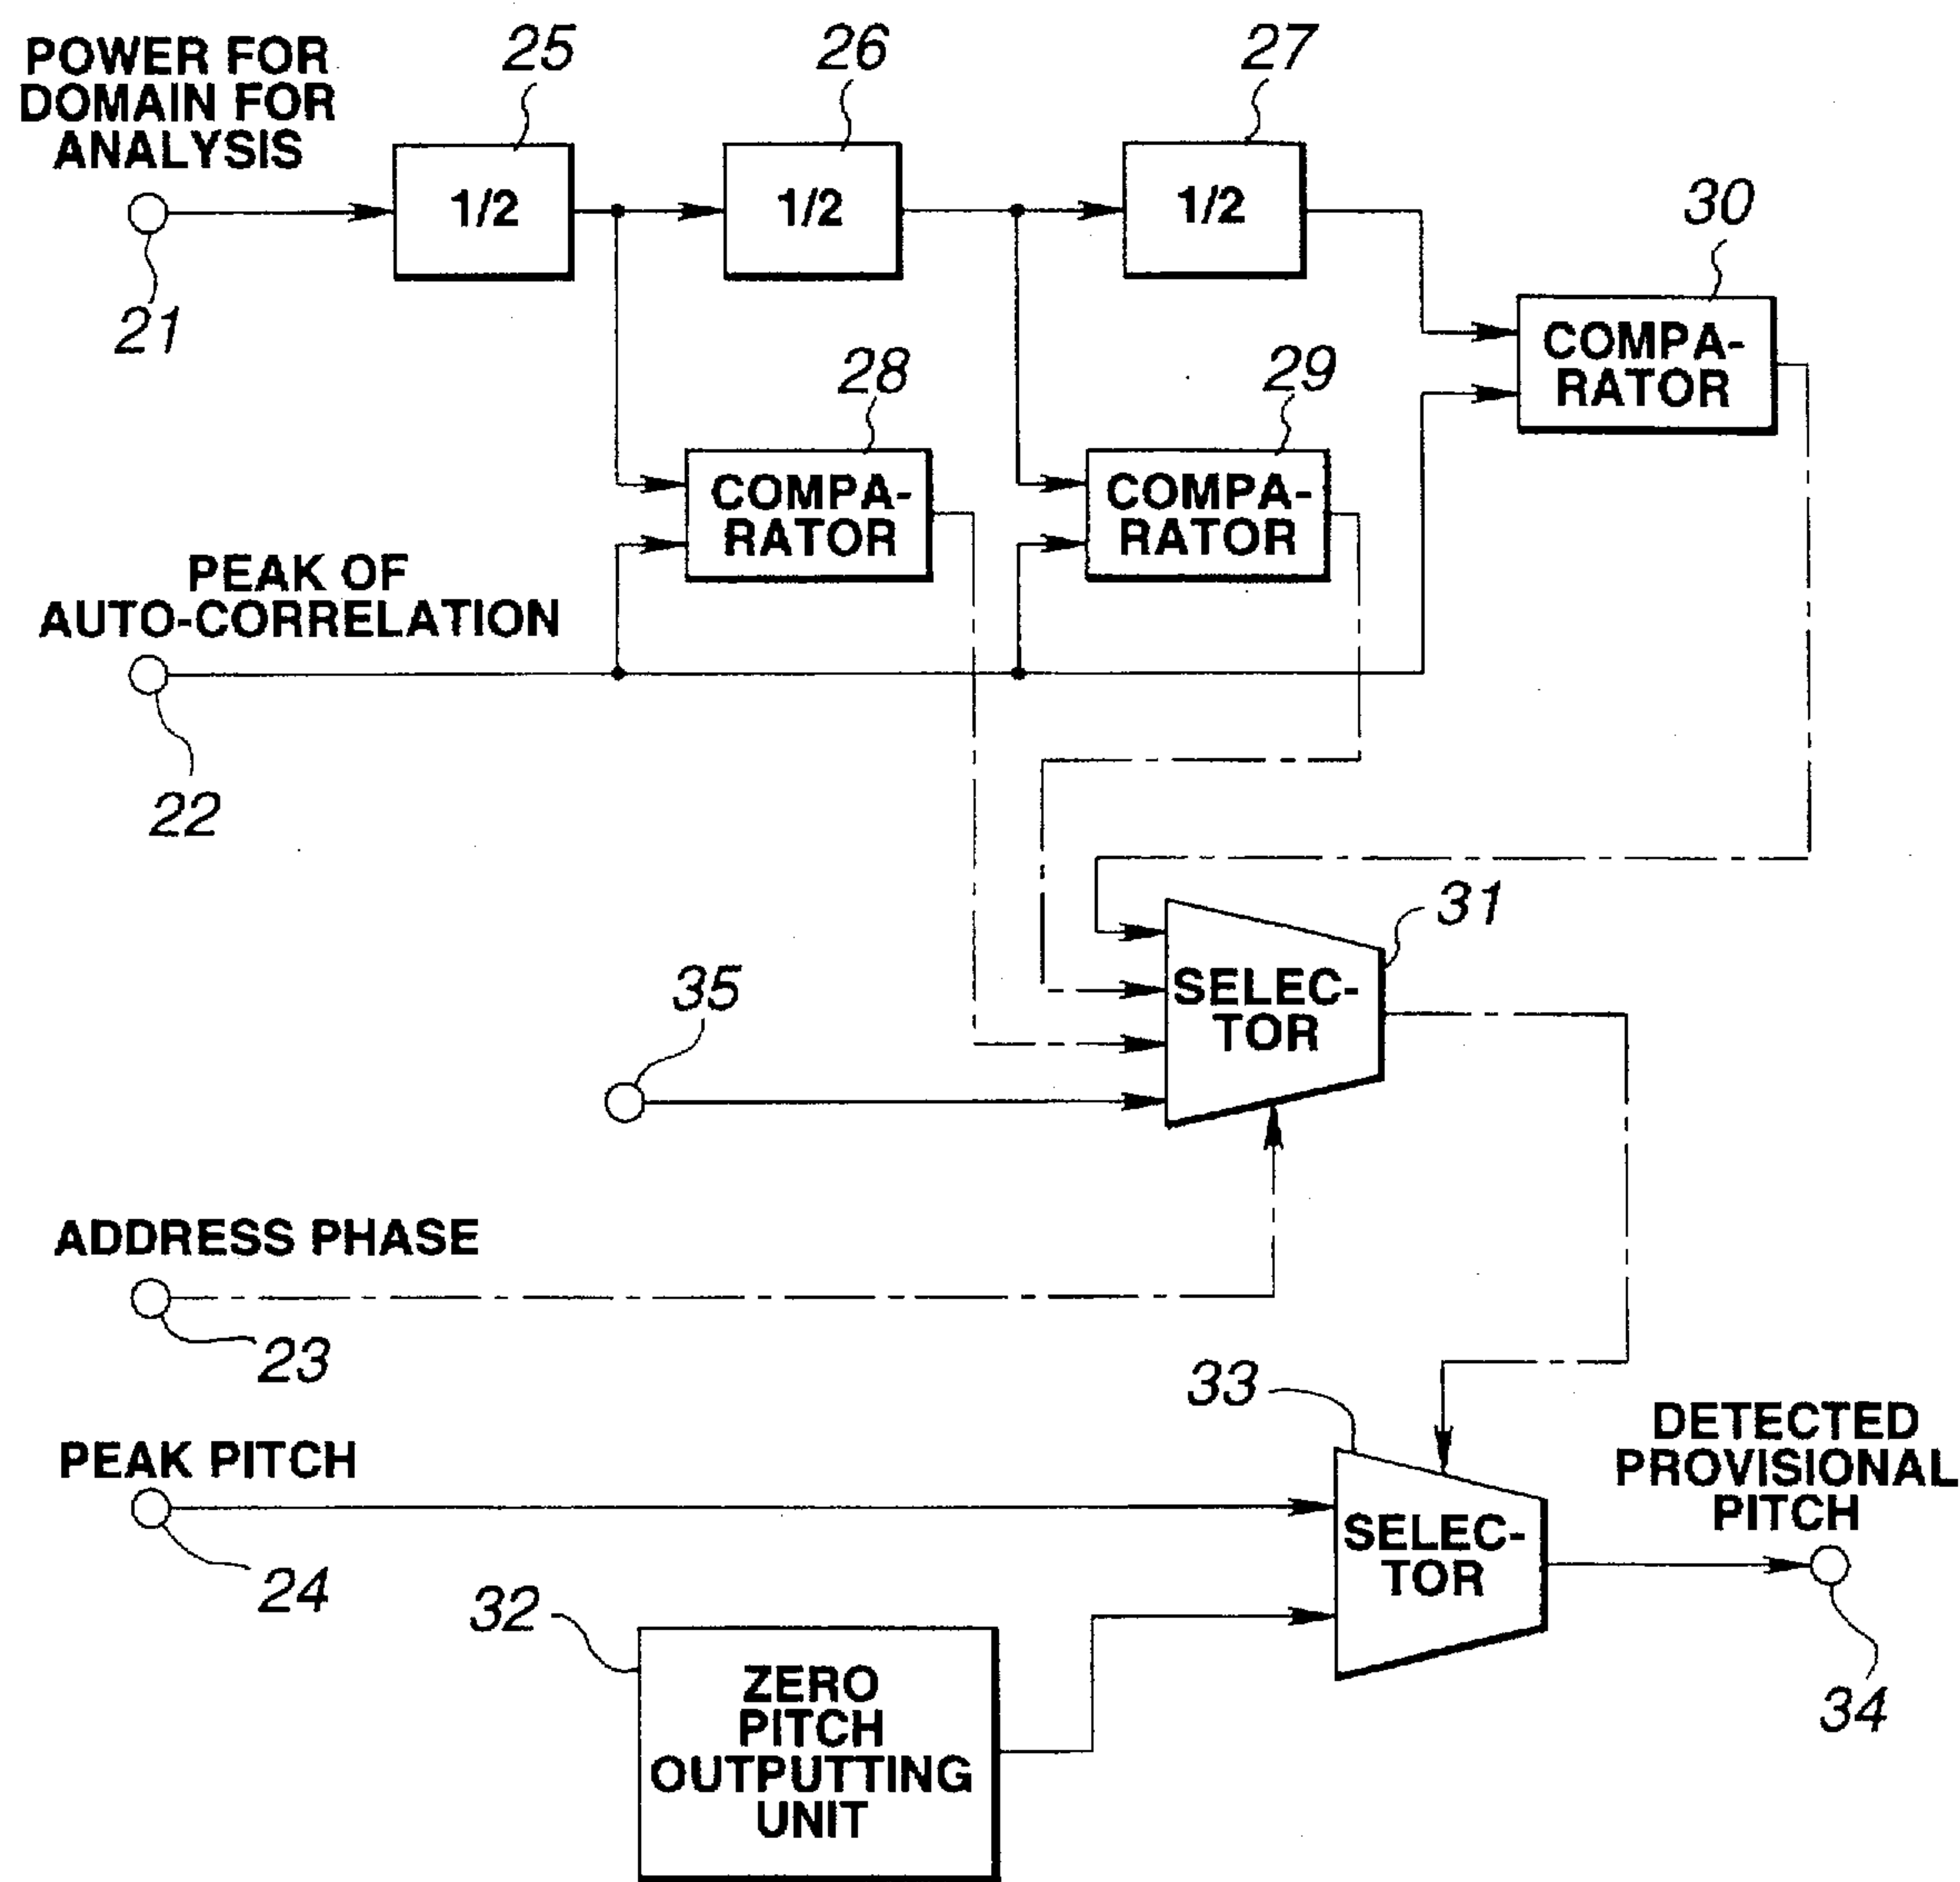 25
26
27
POWER FOR
DOMAIN FOR
ANALYSIS
1/2
1/2
1/2
30
21
COMPA-
RATOR
28
29
COMPA-
RATOR
COMPA-
RATOR
PEAK OF
AUTO-CORRELATION
22
31
35
SELEC-
TOR
ADDRESS PHASE
23
33
DETECTED
PROVISIONAL
PITCH
PEAK PITCH
SELEC-
TOR
24
32
34
ZERO
PITCH
OUTPUTTING
UNIT